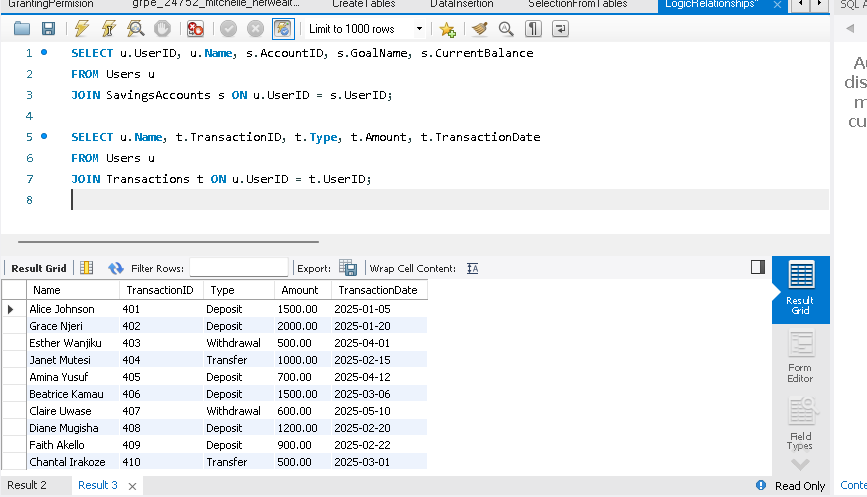 GrantingPermision grpe_24752_mitchelle_herwealt... CreateTables DataInsertion SelectionFromTables LogicRelationships* SQL A
Limit to 1000 rows
1 SELECT u.UserID, u.Name, s.AccountID, s.GoalName, s.CurrentBalance
2 FROM Users u
3 JOIN SavingsAccounts s ON u.UserID = s.UserID;
4
5 SELECT u.Name, t.TransactionID, t.Type, t.Amount, t.TransactionDate
6 FROM Users u
7 JOIN Transactions t ON u.UserID = t.UserID;
8
Result Grid Filter Rows: Export: Wrap Cell Content:
Name TransactionID Type Amount TransactionDate
Alice Johnson 401 Deposit 1500.00 2025-01-05
Grace Njeri 402 Deposit 2000.00 2025-01-20
Esther Wanjiku 403 Withdrawal 500.00 2025-04-01
Janet Mutesi 404 Transfer 1000.00 2025-02-15
Amina Yusuf 405 Deposit 700.00 2025-04-12
Beatrice Kamau 406 Deposit 1500.00 2025-03-06
Claire Uwase 407 Withdrawal 600.00 2025-05-10
Diane Mugisha 408 Deposit 1200.00 2025-02-20
Faith Akello 409 Deposit 900.00 2025-02-22
Chantal Irakoze 410 Transfer 500.00 2025-03-01
Result
Grid
Form
Editor
Field
Types
Result 2 Result 3 Read Only
A
dis
m
cu
Conte